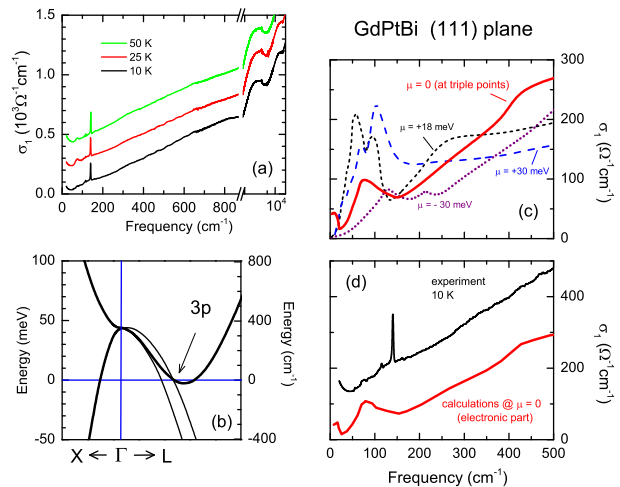 GdPtBi (111) plane
1.5
1.0
0.5
0.0
σ₁ (10³Ω⁻¹cm⁻¹)
50 K
25 K
10 K
(a)
0 200 400 600 800 10⁴
Frequency (cm⁻¹)
300
200
100
0
σ₁ (Ω⁻¹cm⁻¹)
μ = 0 (at triple points)
μ = +18 meV
μ = +30 meV
μ = - 30 meV
(c)
100
50
0
-50
Energy (meV)
800
400
0
-400
Energy (cm⁻¹)
3p
(b)
X ← Γ → L
(d)
experiment
10 K
calculations @ μ = 0
(electronic part)
400
200
0
σ₁ (Ω⁻¹cm⁻¹)
0 100 200 300 400 500
Frequency (cm⁻¹)